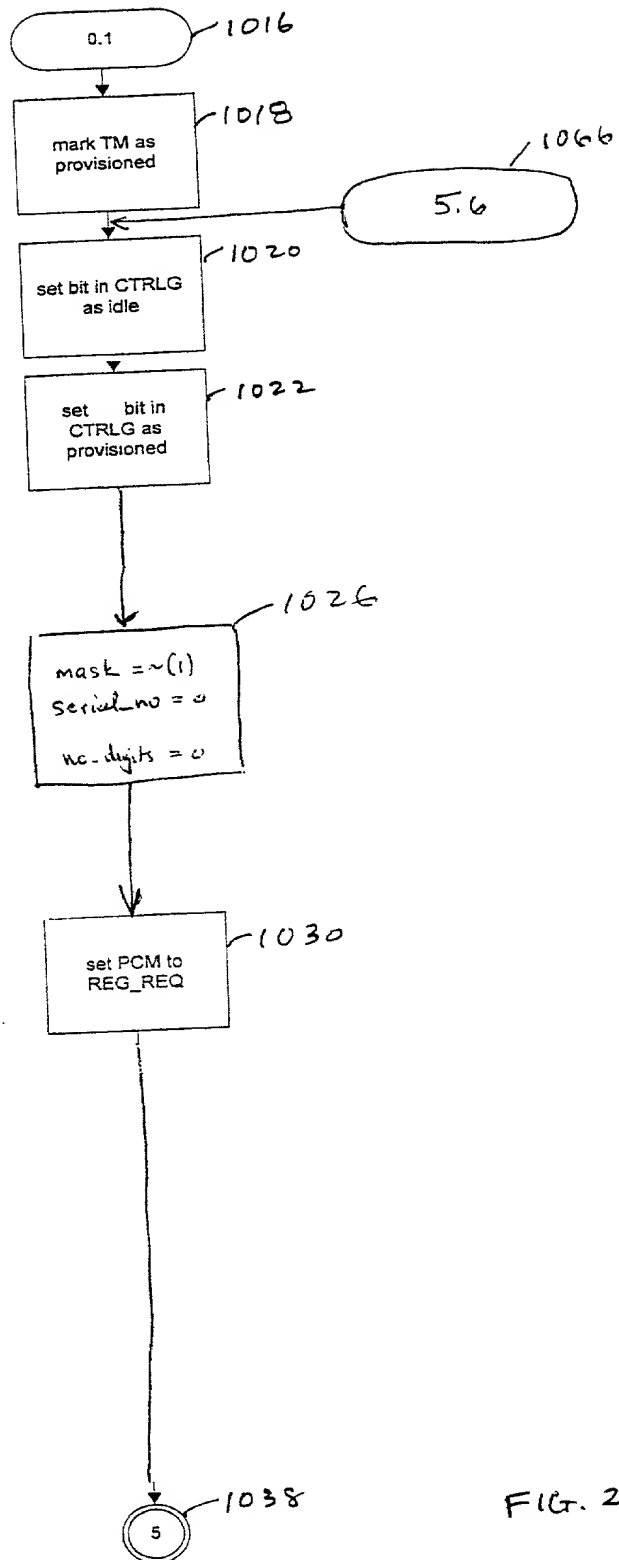 0.1
1016
mark TM as
provisioned
1018
5.6
1066
set bit in CTRLG
as idle
1020
set bit in
CTRLG as
provisioned
1022
1026
mask = ~(1)
serial_no = 0
no_digits = 0
set PCM to
REG_REQ
1030
5
1038
FIG. 2